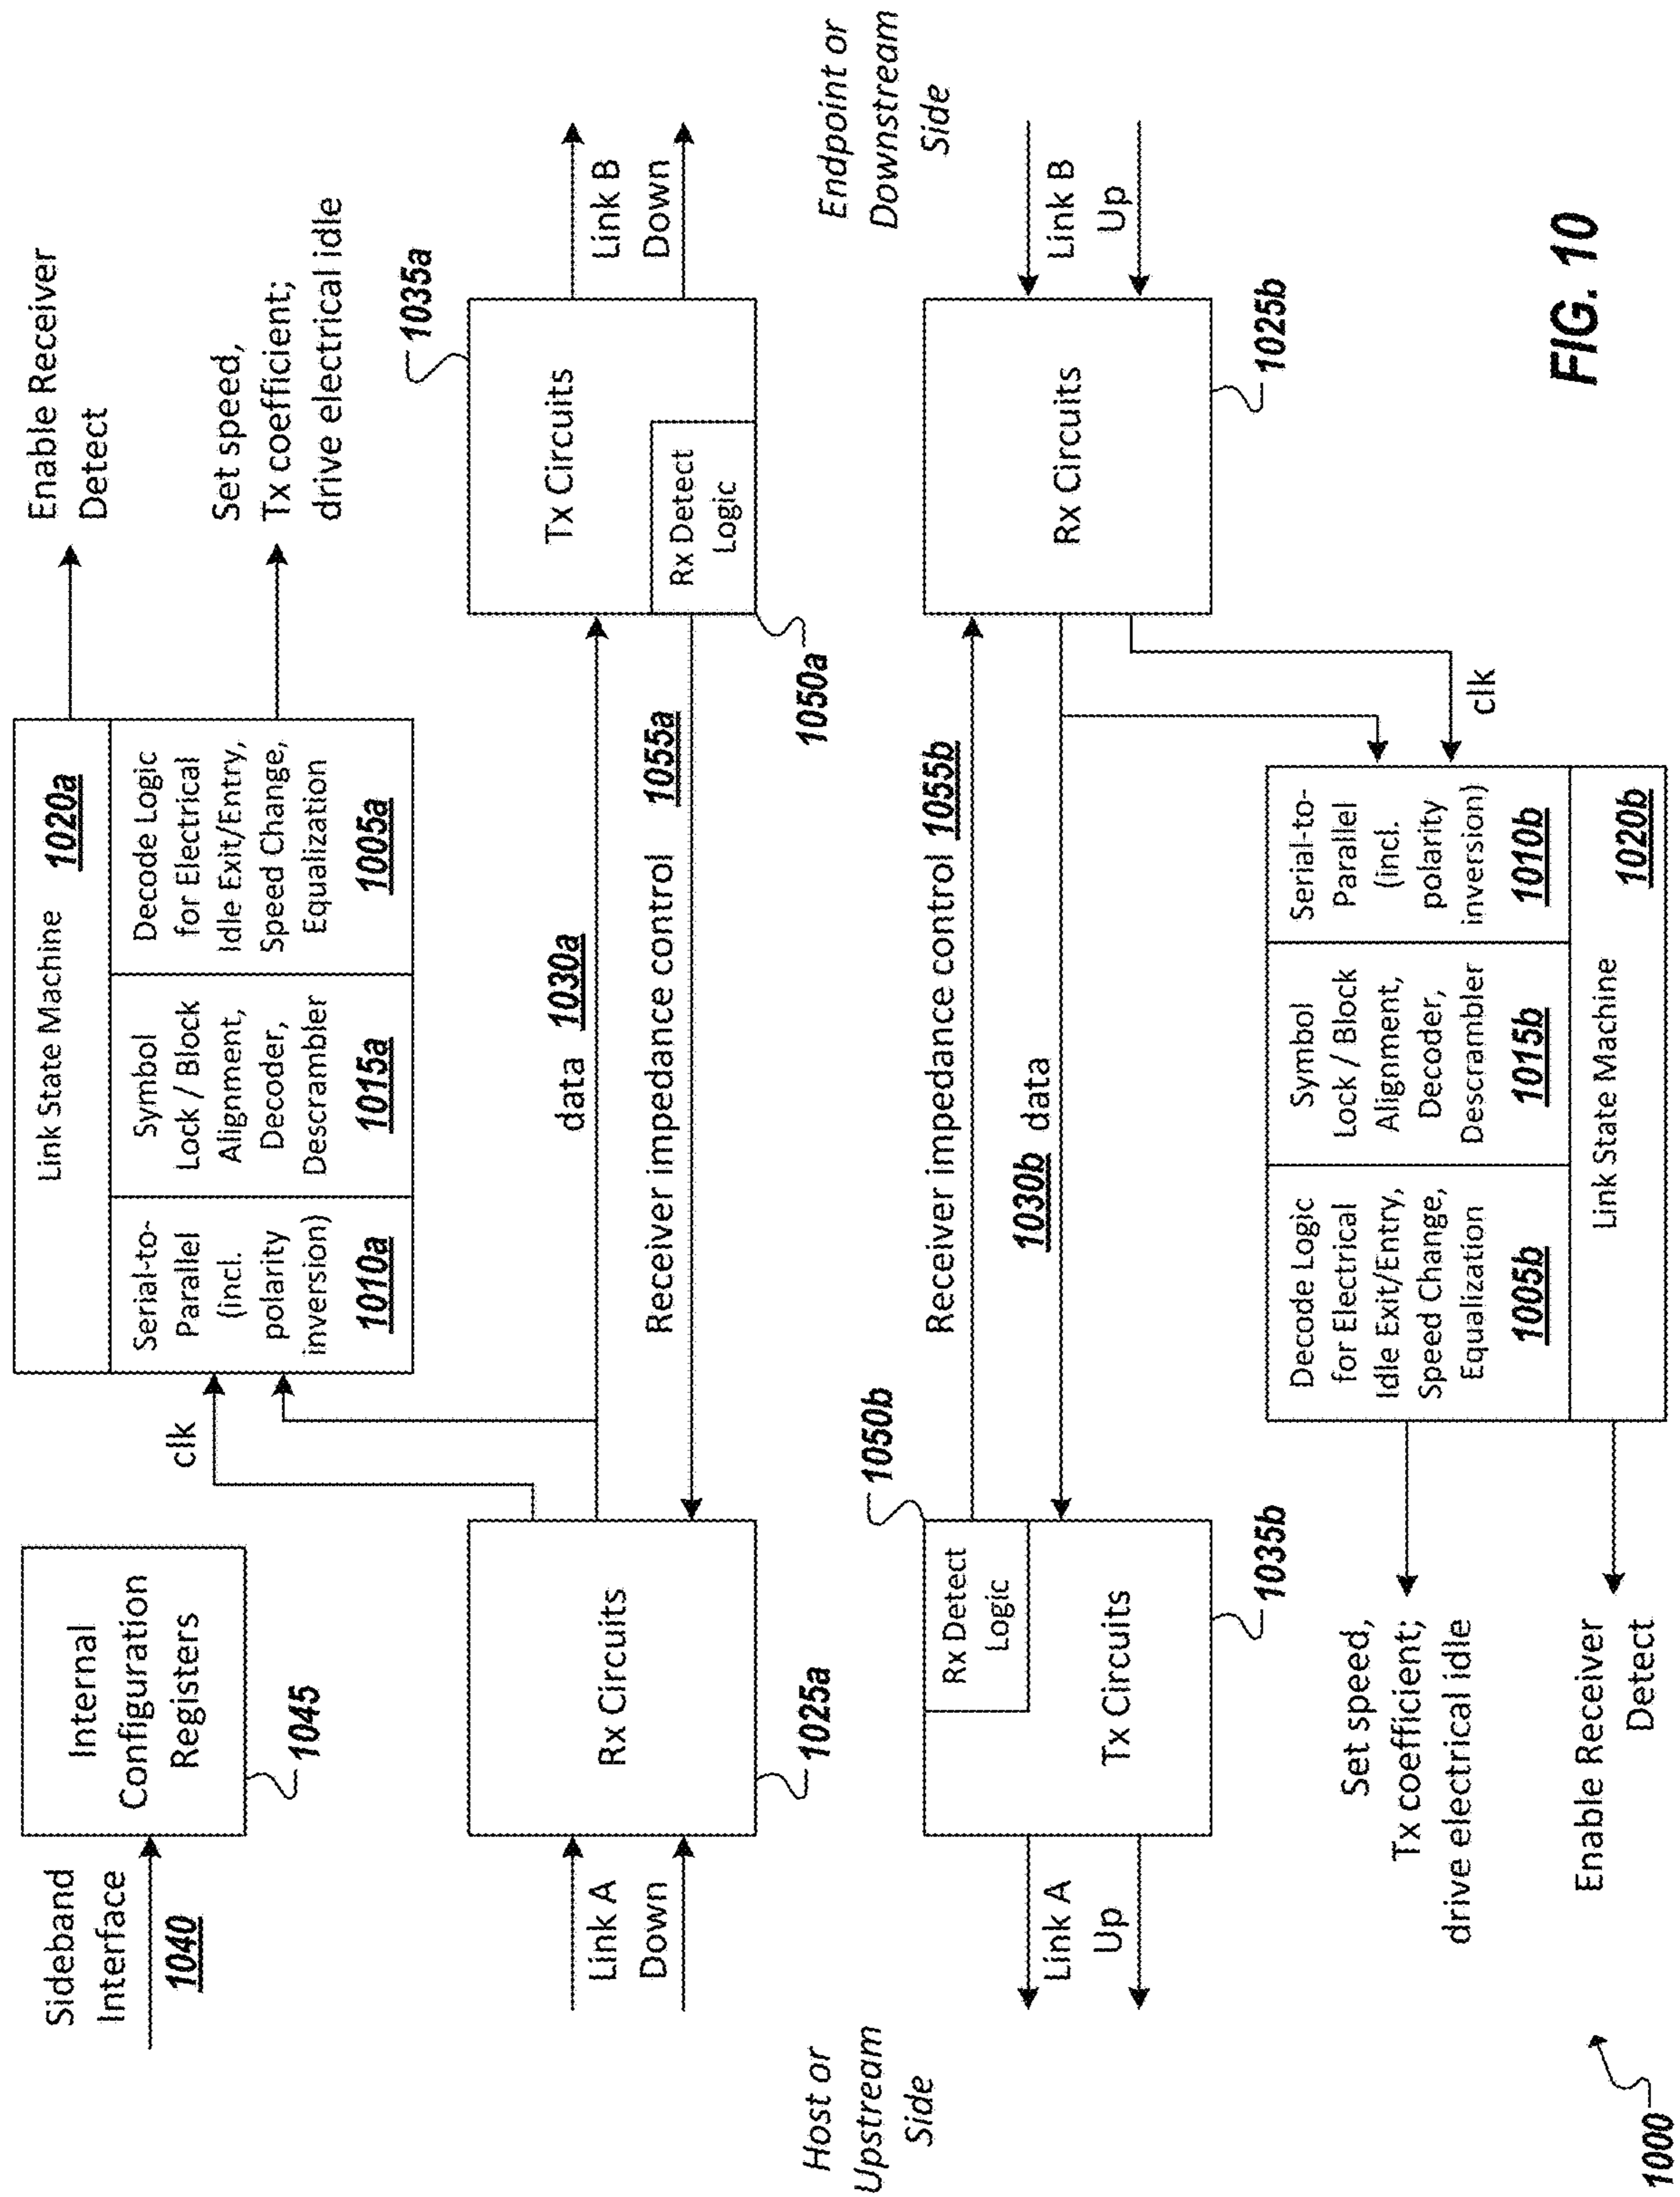 Sideband
Interface
1040
Internal
Configuration
Registers
1045
clk
Link State Machine
1020a
Serial-to-
Parallel
(incl.
polarity
inversion)
1010a
Symbol
Lock / Block
Alignment,
Decoder,
Descrambler
1015a
Decode Logic
for Electrical
Idle Exit/Entry,
Speed Change,
Equalization
1005a
Enable Receiver
Detect
Set speed,
Tx coefficient;
drive electrical idle
Link A
Down
Rx Circuits
1025a
data
1030a
Receiver impedance control
1055a
Tx Circuits
Rx Detect
Logic
1035a
1050a
Link B
Down
Host or
Upstream
Side
Endpoint or
Downstream
Side
Link A
Up
Rx Detect
Logic
Tx Circuits
1050b
1035b
Receiver impedance control
1055b
1030b
data
Rx Circuits
1025b
Link B
Up
clk
Set speed,
Tx coefficient;
drive electrical idle
Enable Receiver
Detect
Decode Logic
for Electrical
Idle Exit/Entry,
Speed Change,
Equalization
1005b
Symbol
Lock / Block
Alignment,
Decoder,
Descrambler
1015b
Serial-to-
Parallel
(incl.
polarity
inversion)
1010b
Link State Machine
1020b
1000
FIG. 10